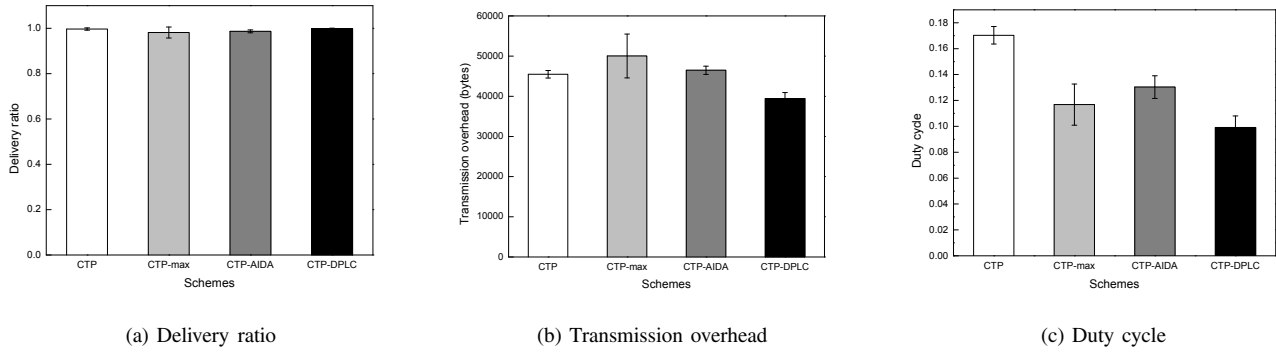 Delivery ratio
1.0
0.8
0.6
0.4
0.2
0.0
CTP CTP-max CTP-AIDA CTP-DPLC
Schemes
(a) Delivery ratio
Transmission overhead (bytes)
60000
50000
40000
30000
20000
10000
0
CTP CTP-max CTP-AIDA CTP-DPLC
Schemes
(b) Transmission overhead
Duty cycle
0.18
0.16
0.14
0.12
0.10
0.08
0.06
0.04
0.02
0.00
CTP CTP-max CTP-AIDA CTP-DPLC
Schemes
(c) Duty cycle